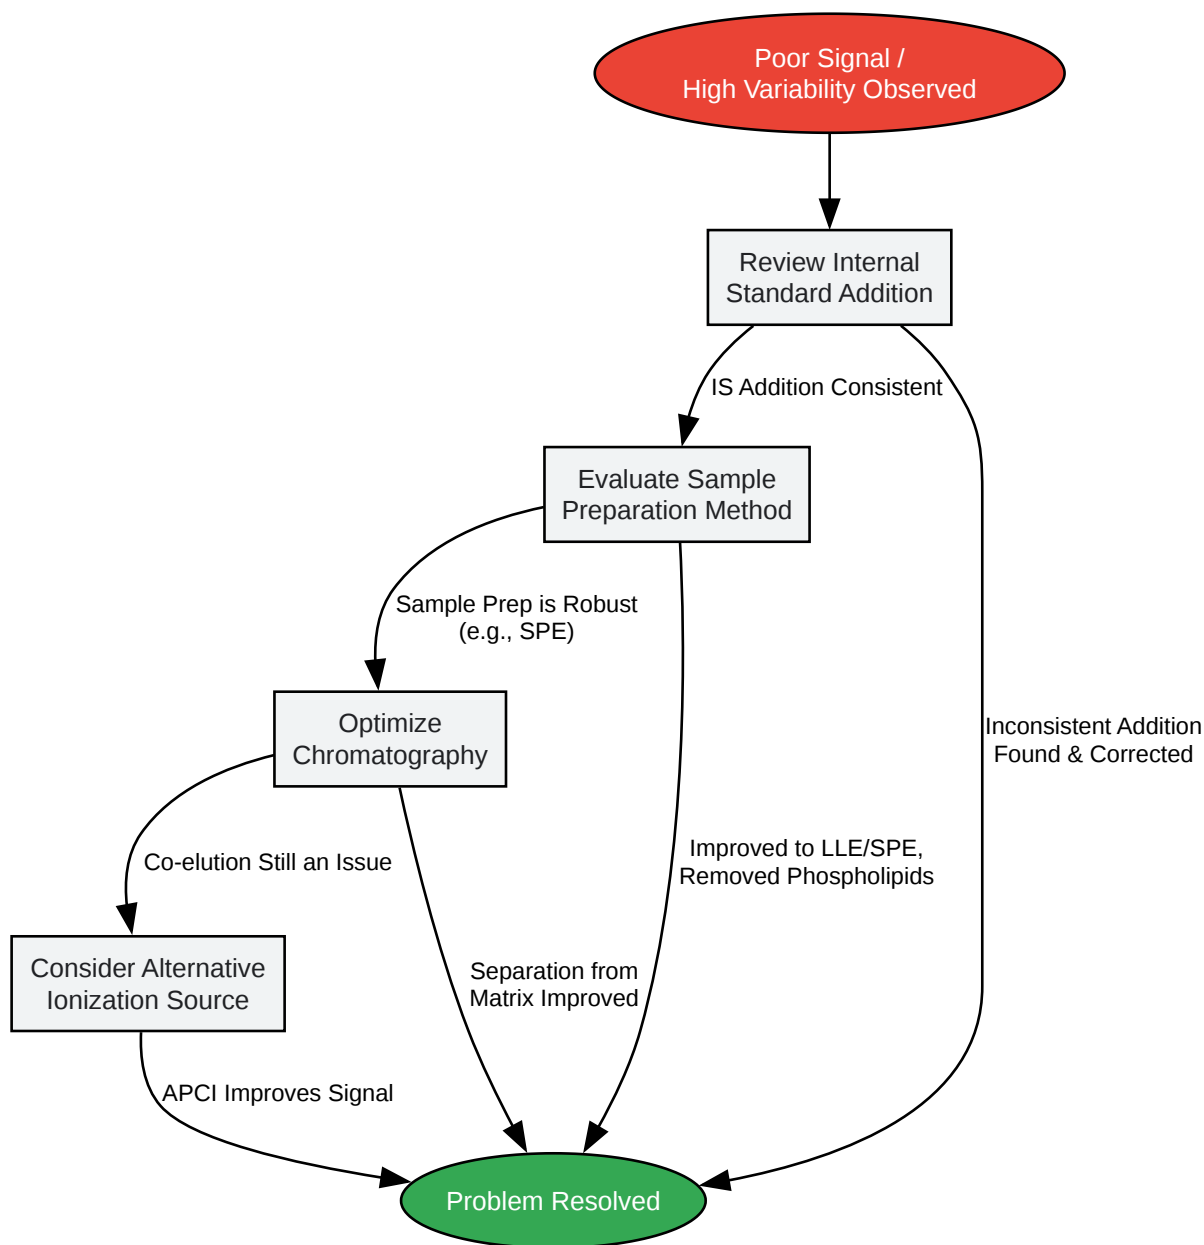 Poor Signal /
High Variability Observed
Review Internal
Standard Addition
IS Addition Consistent
Evaluate Sample
Preparation Method
Sample Prep is Robust
(e.g., SPE)
Optimize
Chromatography
Inconsistent Addition
Found & Corrected
Co-elution Still an Issue
Improved to LLE/SPE,
Removed Phospholipids
Consider Alternative
Ionization Source
Separation from
Matrix Improved
APCI Improves Signal
Problem Resolved